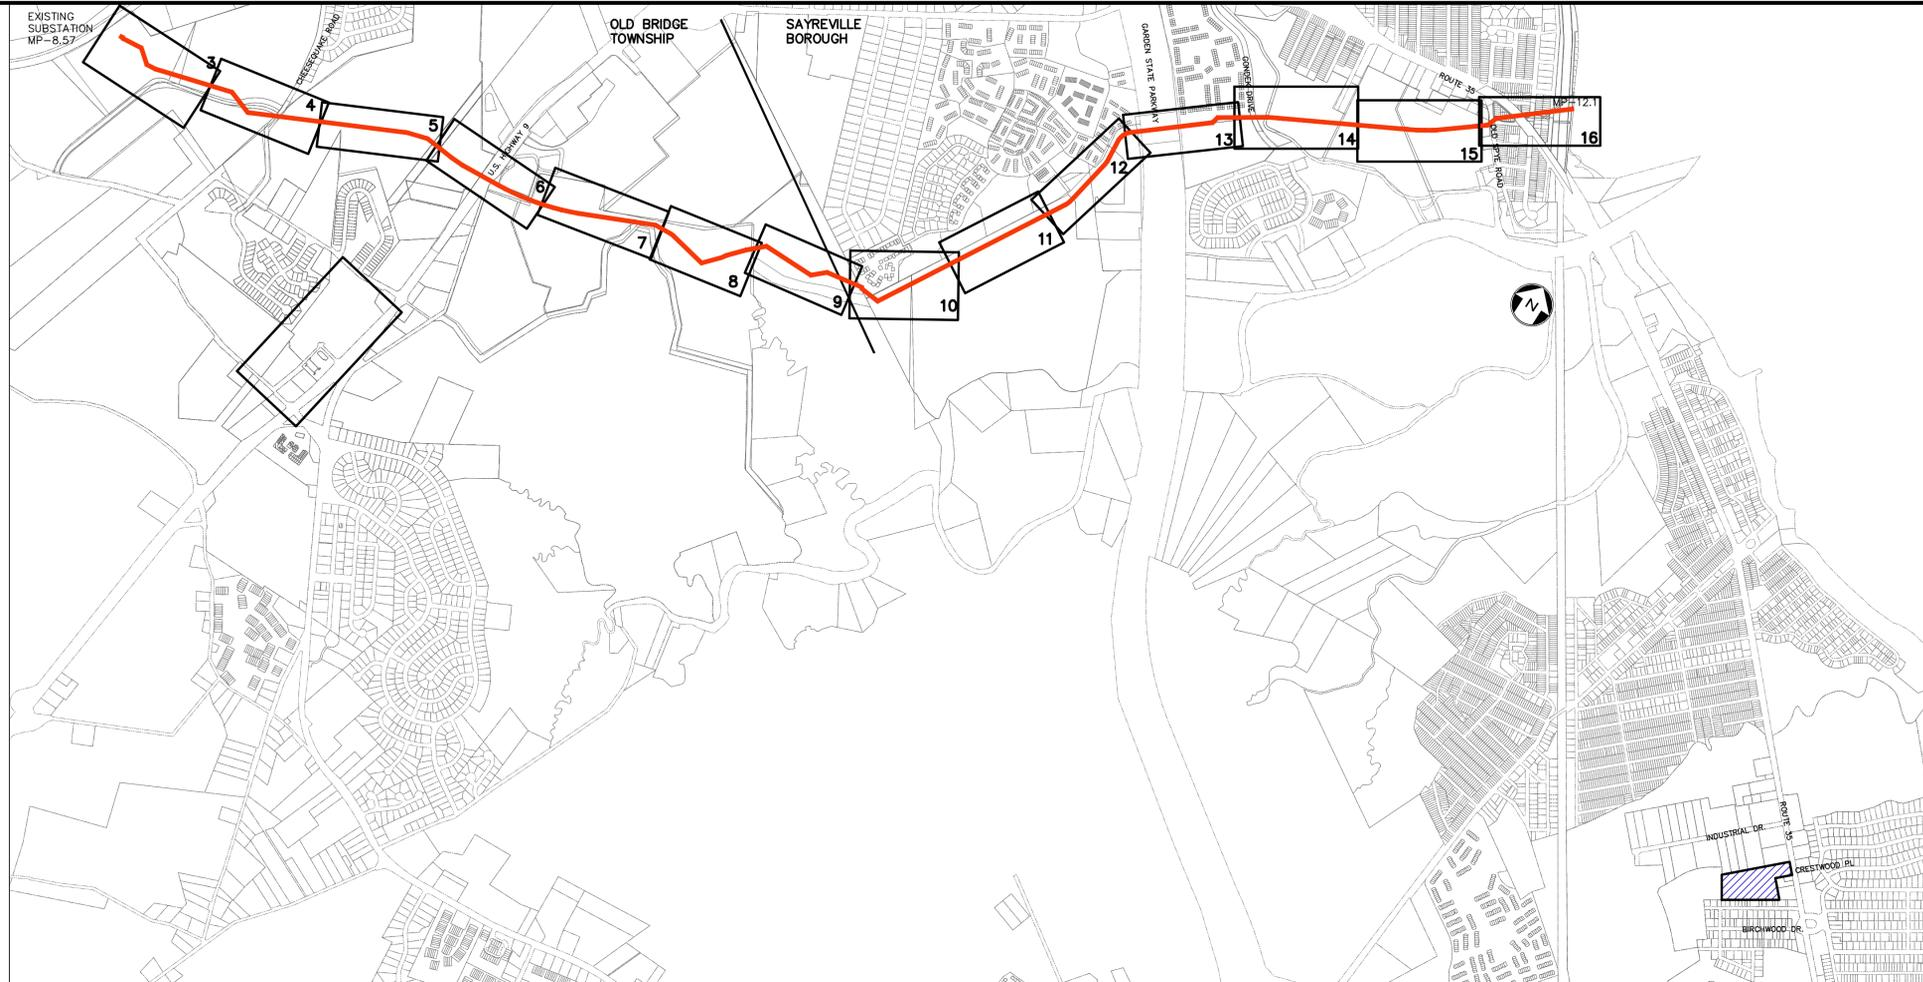 EXISTING
SUBSTATION
MP-8.57
OLD BRIDGE
TOWNSHIP
SAYREVILLE
BOROUGH
CHEESEQUAKE ROAD
GARDEN STATE PARKWAY
GONDEK DRIVE
ROUTE 35
MP-12.1
3
4
5
U.S. HIGHWAY 9
6
7
8
9
10
11
12
13
14
15
16
OLD SPYE ROAD
N
ROUTE 35
INDUSTRIAL DR.
CRESTWOOD PL
BIRCHWOOD DR.